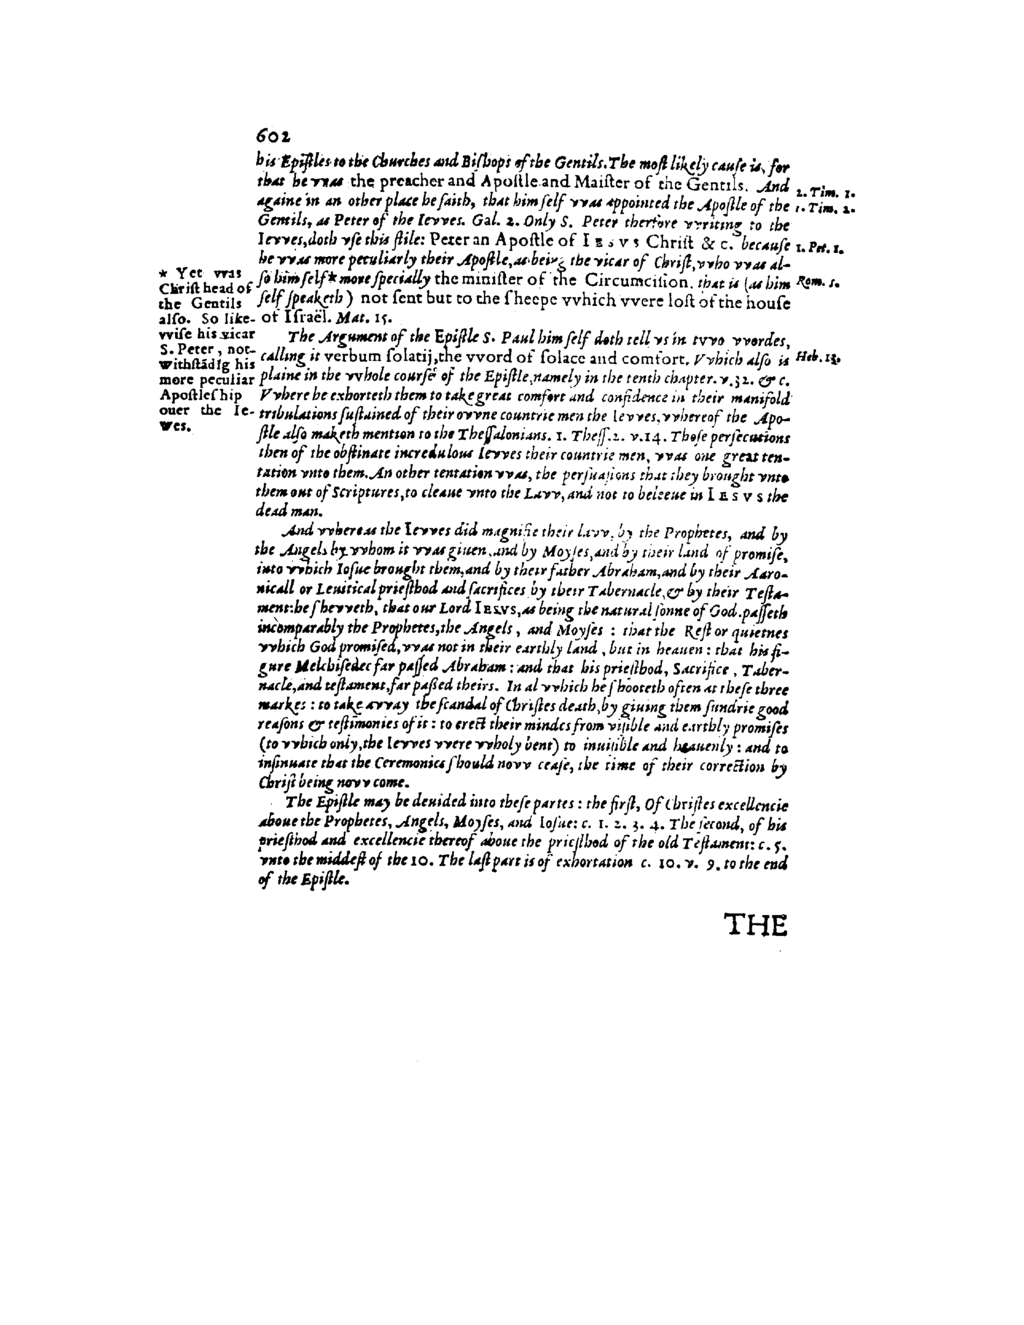 602
his Epiſtles to the Churches and Biſhops of the Gentils. The moſt likely cauſe is, for
that he vvas the preacher and Apoſtle and Maiſter of the Gentils. And
againe in an other place he ſaith, that him ſelf vvas appointed the Apoſtle of the
Gentils, as Peter of the Ievves. Gal. 2. Only S. Peter therfore vvriting to the
Ievves, doth vſe this ſtile: Peter an Apoſtle of IESVS Chriſt &c. becauſe
he vvas more peculiarly their Apoſtle, as being the vicar of Chriſt, vvho vvas al-
ſo him ſelf * more ſpecially the miniſter of the Circumciſion, that is (as him
ſelf ſpeaketh) not ſent but to the ſheepe vvhich vvere loſt of the houſe
of Iſraël. Mat. 15.
2. Tim. 1.
1. Tim. 2.
1. Pet. 1.
Rom. 1.
* Yet vvas
Chriſt head of
the Gentils
alſo. So like-
vviſe his vicar
S. Peter, not-
vvithſtādīg his
more peculiar
Apoſtleſhip
ouer the Ie-
vves.
The Argument of the Epiſtle S. Paul him ſelf doth tell vs in tvvo vvordes,
calling it verbum ſolatij, the vvord of ſolace and comfort. Vvhich alſo is
plaine in the vvhole courſe of the Epiſtle, namely in the tenth chapter. v. 32. &c.
Vvhere he exhorteth them to take great comfort and confidence in their manifold
tribulations ſuſtained of their ovvne countrie men the Ievves, vvhereof the Apo-
ſtle alſo maketh mention to the Theſſalonians. 1. Theſſ. 2. v. 14. Thoſe perſecutions
then of the obſtinate incredulous Ievves their countrie men, vvas one great ten-
tation vnto them. An other tentation vvas, the perſuaſions that they brought vnto
them out of Scriptures, to cleaue vnto the Lavv, and not to beleeue in IESVS the
dead man.
Heb. 13,
And vvhereas the Ievves did magnifie their Lavv, by the Prophetes, and by
the Angels by vvhom it vvas giuen, and by Moyſes, and by their land of promiſe,
into vvhich Ioſue brought them, and by their father Abraham, and by their Aaro-
nicall or Leuitical prieſthod and ſacrifices by their Tabernacle, & by their Teſta-
ment: he ſhevveth, that our Lord IESVS, as being the natural ſonne of God, paſſeth
incomparably the Prophetes, the Angels, and Moyſes: that the Reſt or quietnes
vvhich God promiſed, vvas not in their earthly land, but in heauen: that his fi-
gure Melchiſedec far paſſed Abraham: and that his prieſthod, Sacrifice, Taber-
nacle, and teſtament, far paßed theirs. In al vvhich he ſhooteth often at theſe three
markes: to take avvay the ſcandal of Chriſtes death, by giuing them ſundrie good
reaſons & teſtimonies of it: to erect their mindes from viſible and earthly promiſes
(to vvhich only, the Ievves vvere vvholy bent) to inuiſible and heauenly: and to
inſinuate that the Ceremonies ſhould novv ceaſe, the time of their correction by
Chriſt being novv come.
The Epiſtle may be deuided into theſe partes: the firſt, Of Chriſtes excellencie
aboue the Prophetes, Angels, Moyſes, and Ioſue: c. 1. 2. 3. 4. The ſecond, of his
prieſthod and excellencie thereof aboue the prieſthod of the old Teſtament: c. 5.
vnto the middeſt of the 10. The laſt part is of exhortation c. 10. v. 9. to the end
of the Epiſtle.
THE